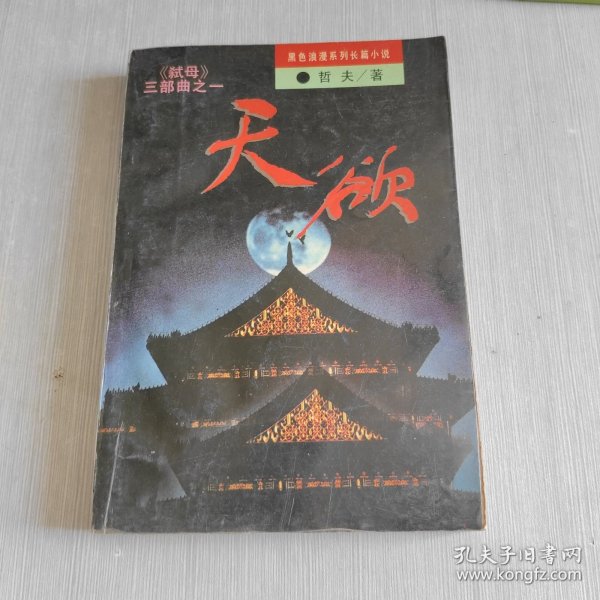 黑色浪漫系列长篇小说
●哲夫/著
《弑母》
三部曲之一
天欲
孔夫子旧书网
www.kongfz.com